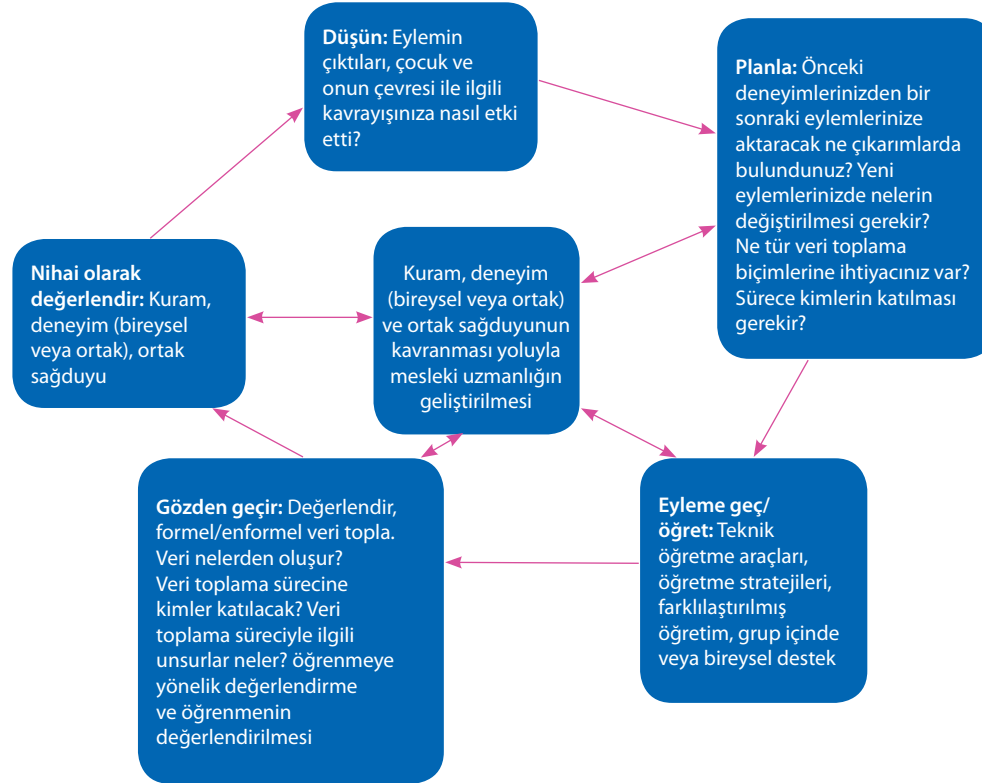 Düşün: Eylemin
çıktıları, çocuk ve
onun çevresi ile ilgili
kavrayışınıza nasıl etki
etti?
Planla: Önceki
deneyimlerinizden bir
sonraki eylemlerinize
aktaracak ne çıkarımlarda
bulundunuz? Yeni
eylemlerinizde nelerin
değiştirilmesi gerekir?
Ne tür veri toplama
biçimlerine ihtiyacınız var?
Sürece kimlerin katılması
gerekir?
Nihai olarak
değerlendir: Kuram,
deneyim (bireysel
veya ortak), ortak
sağduyu
Kuram, deneyim
(bireysel veya ortak)
ve ortak sağduyunun
kavranması yoluyla
mesleki uzmanlığın
geliştirilmesi
Gözden geçir: Değerlendir,
formel/enformel veri topla.
Veri nelerden oluşur?
Veri toplama sürecine
kimler katılacak? Veri
toplama süreciyle ilgili
unsurlar neler? öğrenmeye
yönelik değerlendirme
ve öğrenmenin
değerlendirilmesi
Eyleme geç/
öğret: Teknik
öğretme araçları,
öğretme stratejileri,
farklılaştırılmış
öğretim, grup içinde
veya bireysel destek